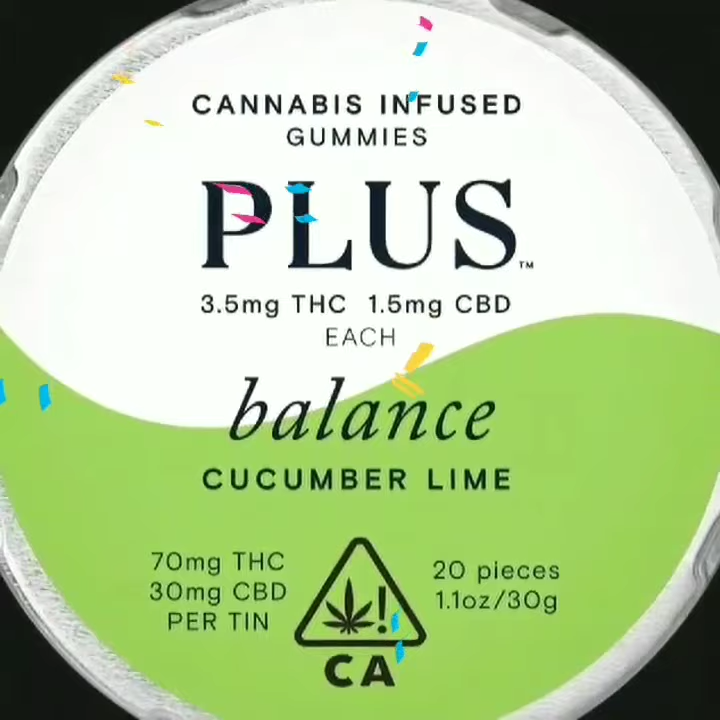 CANNABIS INFUSED
GUMMIES
PLUS™
3.5mg THC 1.5mg CBD
EACH
balance
CUCUMBER LIME
70mg THC
30mg CBD
PER TIN
20 pieces
1.1oz/30g
CA